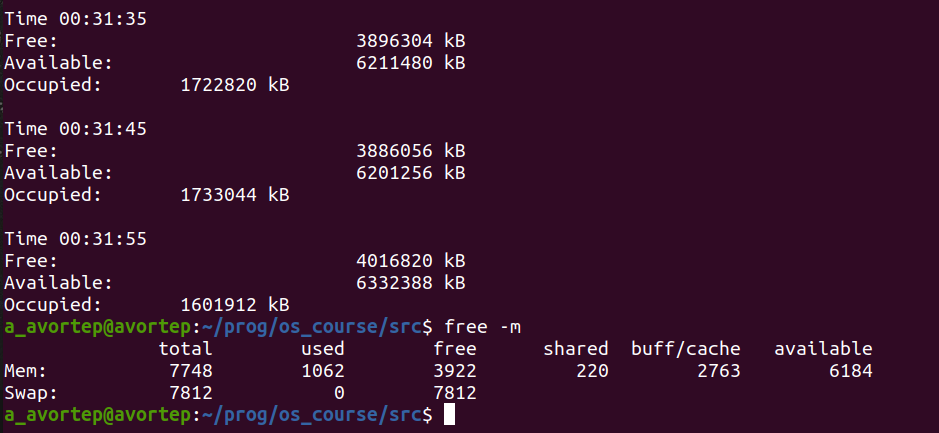 Time 00:31:35
Free: 3896304 kB
Available: 6211480 kB
Occupied: 1722820 kB
Time 00:31:45
Free: 3886056 kB
Available: 6201256 kB
Occupied: 1733044 kB
Time 00:31:55
Free: 4016820 kB
Available: 6332388 kB
Occupied: 1601912 kB
a_avortep@avortep:~/prog/os_course/src$ free -m
total used free shared buff/cache available
Mem: 7748 1062 3922 220 2763 6184
Swap: 7812 0 7812
a_avortep@avortep:~/prog/os_course/src$